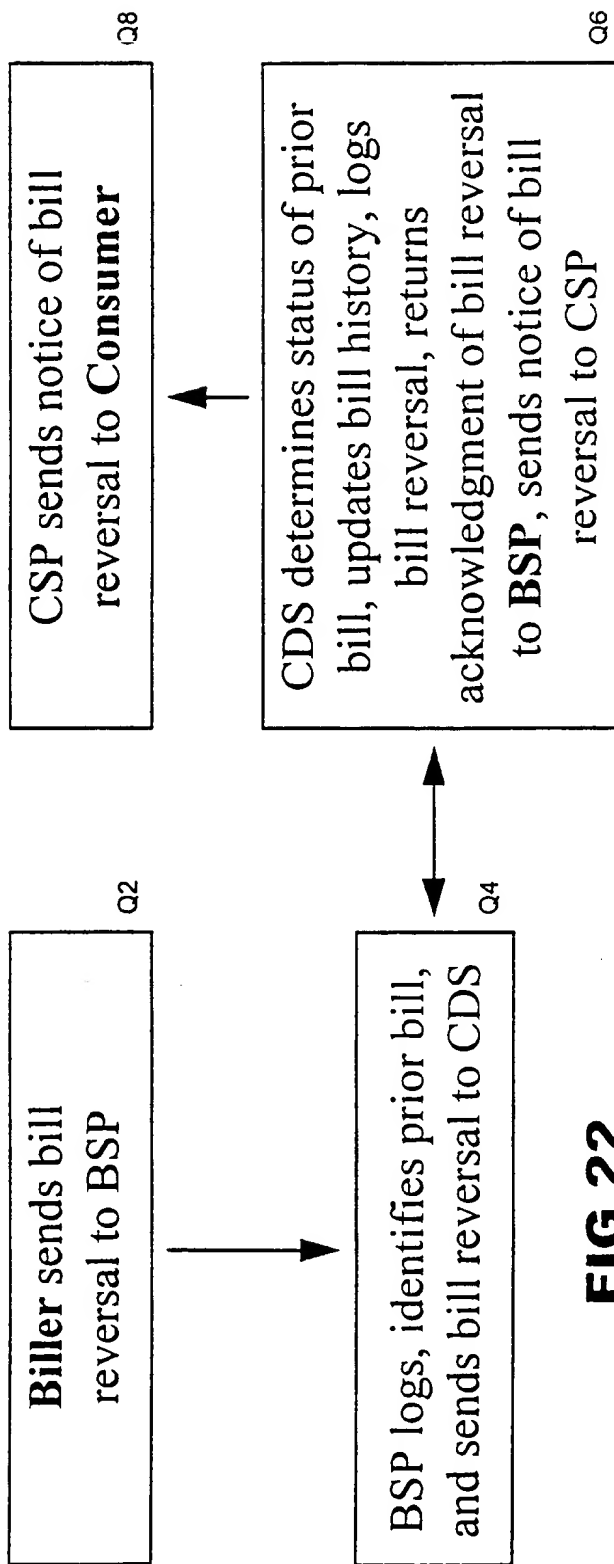 Biller sends bill
reversal to BSP
Q2
BSP logs, identifies prior bill,
and sends bill reversal to CDS
Q4
CDS determines status of prior
bill, updates bill history, logs
bill reversal, returns
acknowledgment of bill reversal
to BSP, sends notice of bill
reversal to CSP
Q6
CSP sends notice of bill
reversal to Consumer
Q8
FIG 22